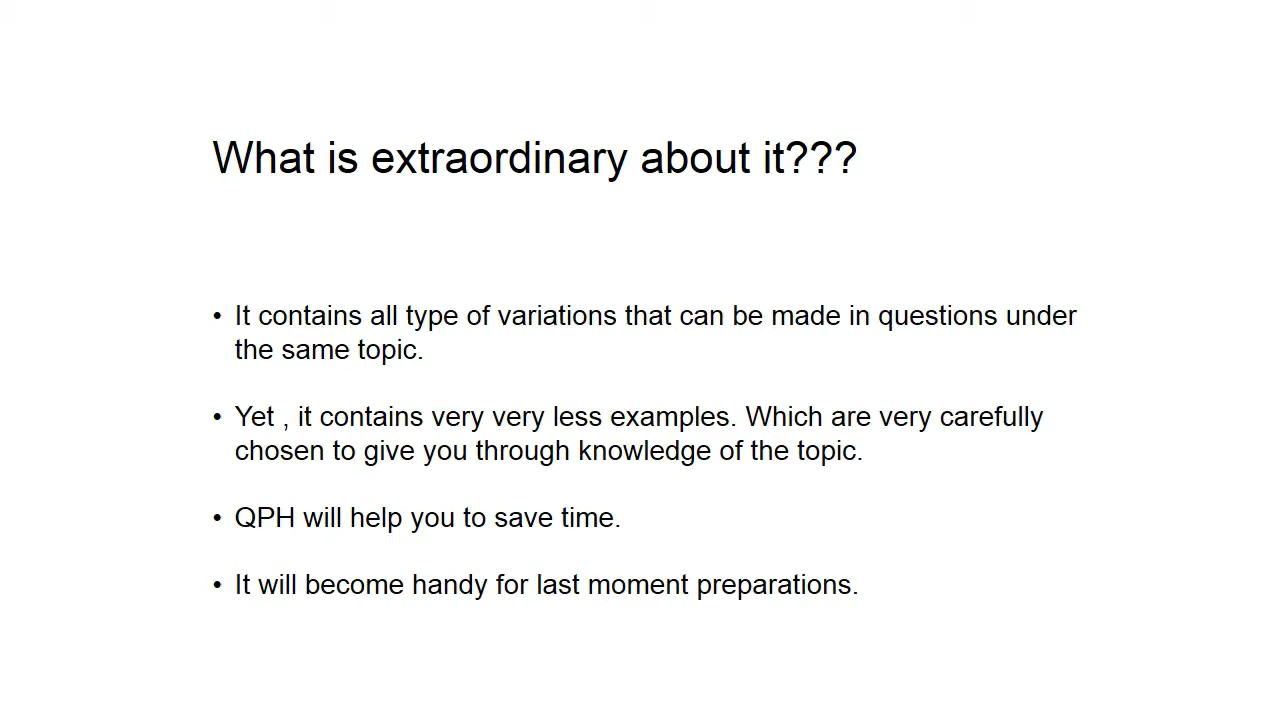 What is extraordinary about it???
• It contains all type of variations that can be made in questions under
the same topic.
• Yet , it contains very very less examples. Which are very carefully
chosen to give you through knowledge of the topic.
• QPH will help you to save time.
• It will become handy for last moment preparations.